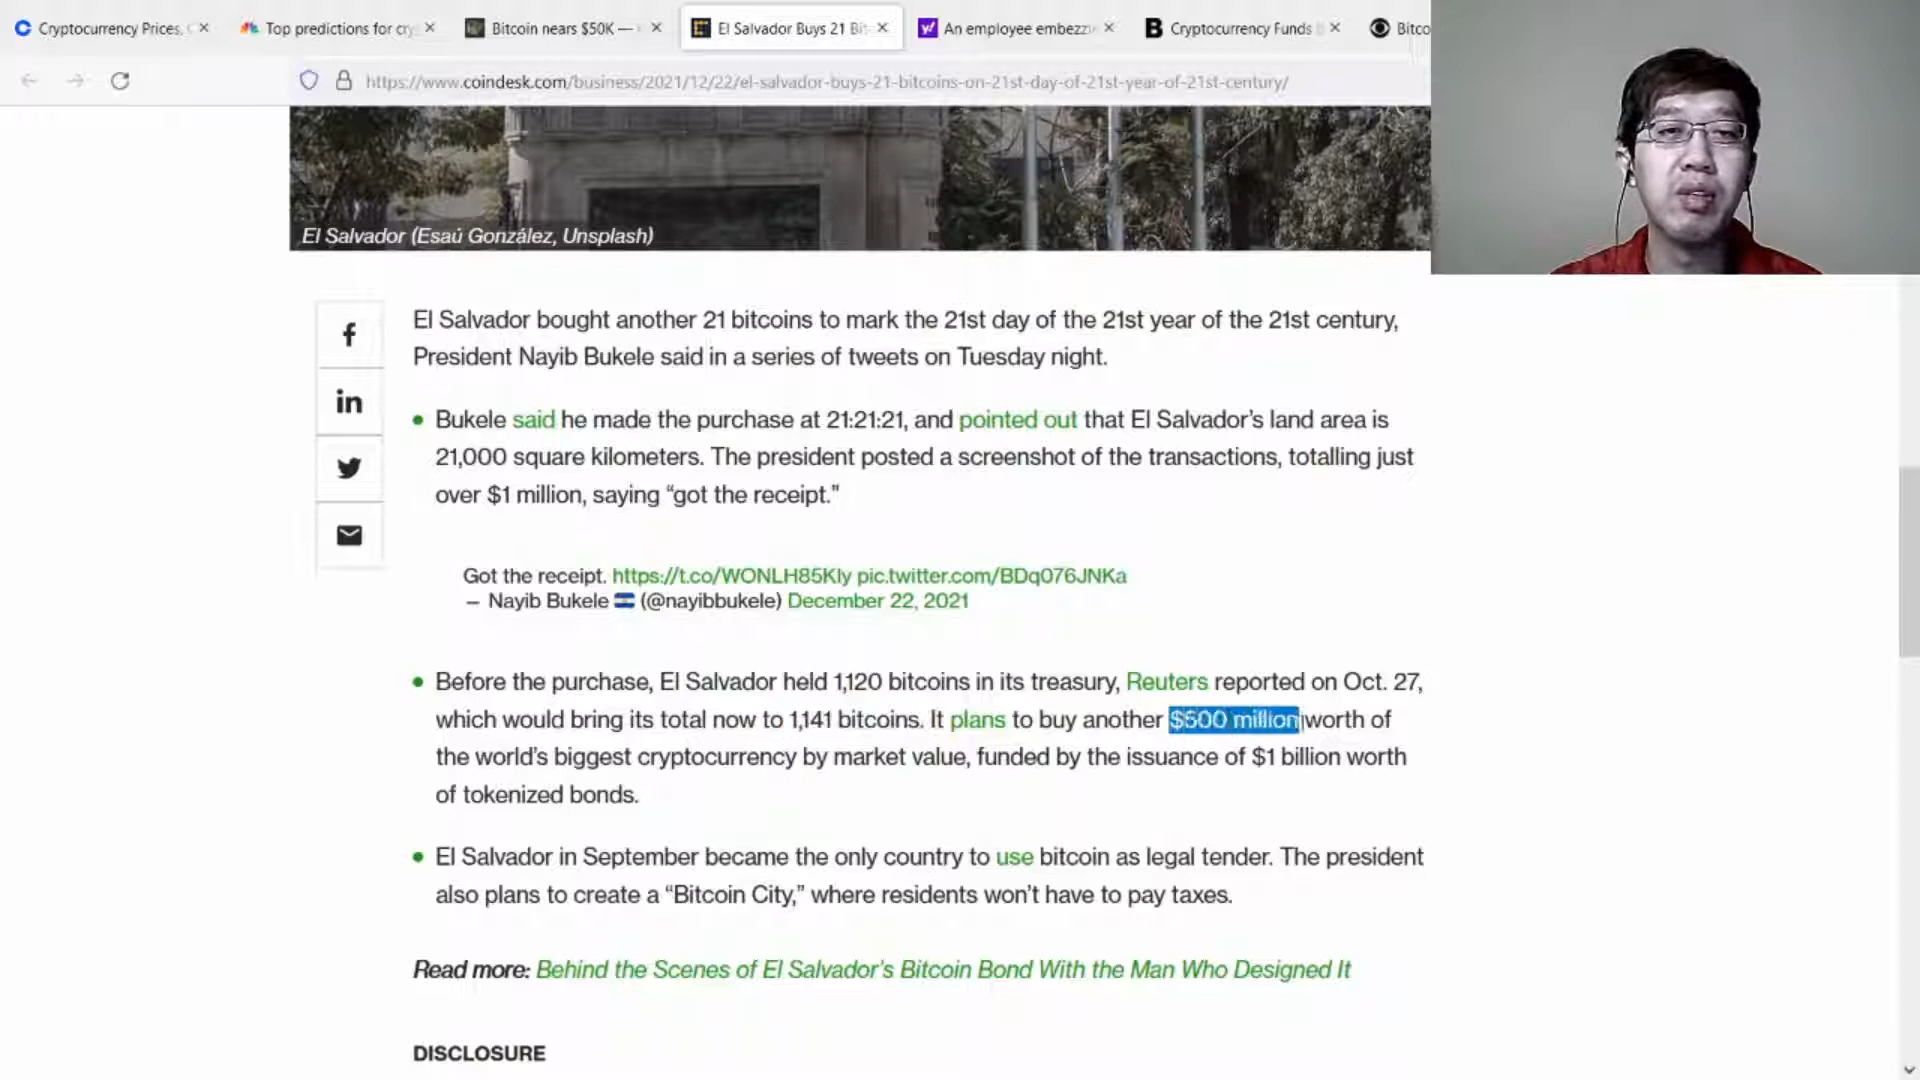 Cryptocurrency Prices,
Top predictions for cry
Bitcoin nears $50K —
El Salvador Buys 21 Bit
An employee embezzl
Cryptocurrency Funds
Bitco
https://www.coindesk.com/business/2021/12/22/el-salvador-buys-21-bitcoins-on-21st-day-of-21st-year-of-21st-century/
El Salvador (Esaú González, Unsplash)
El Salvador bought another 21 bitcoins to mark the 21st day of the 21st year of the 21st century,
President Nayib Bukele said in a series of tweets on Tuesday night.
Bukele said he made the purchase at 21:21:21, and pointed out that El Salvador's land area is
21,000 square kilometers. The president posted a screenshot of the transactions, totalling just
over $1 million, saying “got the receipt.”
Got the receipt. https://t.co/WONLH85Kly pic.twitter.com/BDq076JNKa
— Nayib Bukele 🇸🇻 (@nayibbukele) December 22, 2021
Before the purchase, El Salvador held 1,120 bitcoins in its treasury, Reuters reported on Oct. 27,
which would bring its total now to 1,141 bitcoins. It plans to buy another $500 million worth of
the world's biggest cryptocurrency by market value, funded by the issuance of $1 billion worth
of tokenized bonds.
El Salvador in September became the only country to use bitcoin as legal tender. The president
also plans to create a “Bitcoin City,” where residents won't have to pay taxes.
Read more: Behind the Scenes of El Salvador's Bitcoin Bond With the Man Who Designed It
DISCLOSURE